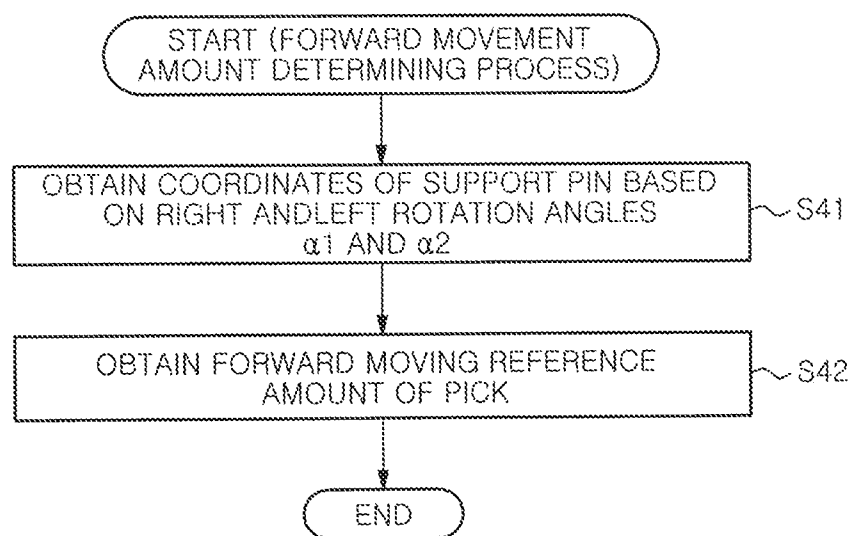 START (FORWARD MOVEMENT
AMOUNT DETERMINING PROCESS)
OBTAIN COORDINATES OF SUPPORT PIN BASED
ON RIGHT ANDLEFT ROTATION ANGLES
α1 AND α2
S41
OBTAIN FORWARD MOVING REFERENCE
AMOUNT OF PICK
S42
END